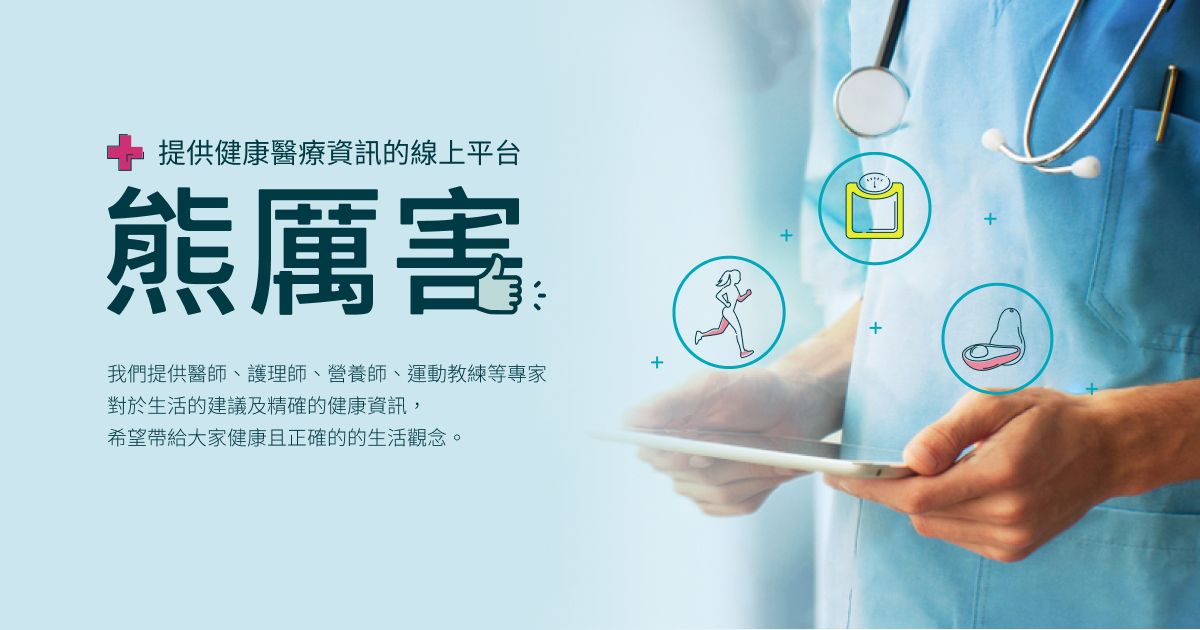 提供健康醫療資訊的線上平台
熊厲害
我們提供醫師、護理師、營養師、運動教練等專家
對於生活的建議及精確的健康資訊，
希望帶給大家健康且正確的的生活觀念。